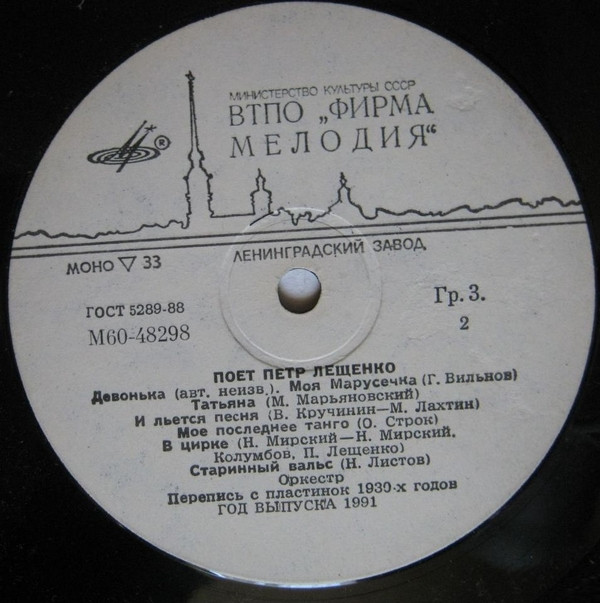 МИНИСТЕРСТВО КУЛЬТУРЫ СССР
ВТПО „ФИРМА
МЕЛОДИЯ“
®
ЛЕНИНГРАДСКИЙ ЗАВОД
МОНО ▽ 33
ГОСТ 5289-88
Гр. 3.
М60-48298
2
ПОЕТ ПЕТР ЛЕЩЕНКО
Девонька (авт. неизв.). Моя Марусечка (Г. Вильнов)
Татьяна (М. Марьяновский)
И льется песня (В. Кручинин—М. Лахтин)
Мое последнее танго (О. Строк)
В цирке (Н. Мирский—Н. Мирский,
Колумбов, П. Лещенко)
Старинный вальс (Н. Листов)
Оркестр
Перепись с пластинок 1930-х годов
ГОД ВЫПУСКА 1991